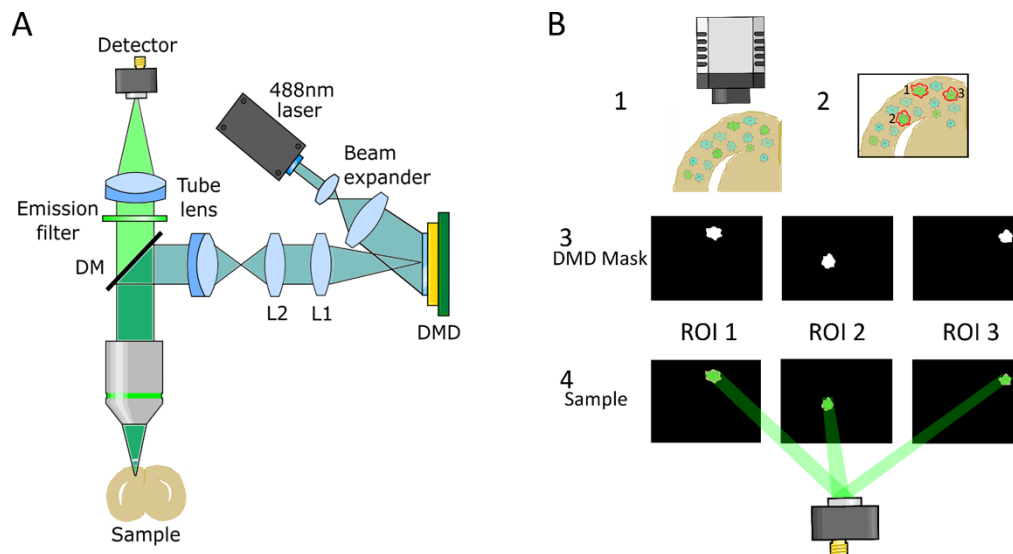 A
Detector
488nm
laser
Beam
expander
Tube
lens
Emission
filter
DM
L2
L1
DMD
Sample
B
1
2
1
3
2
3
DMD Mask
ROI 1
ROI 2
ROI 3
4
Sample